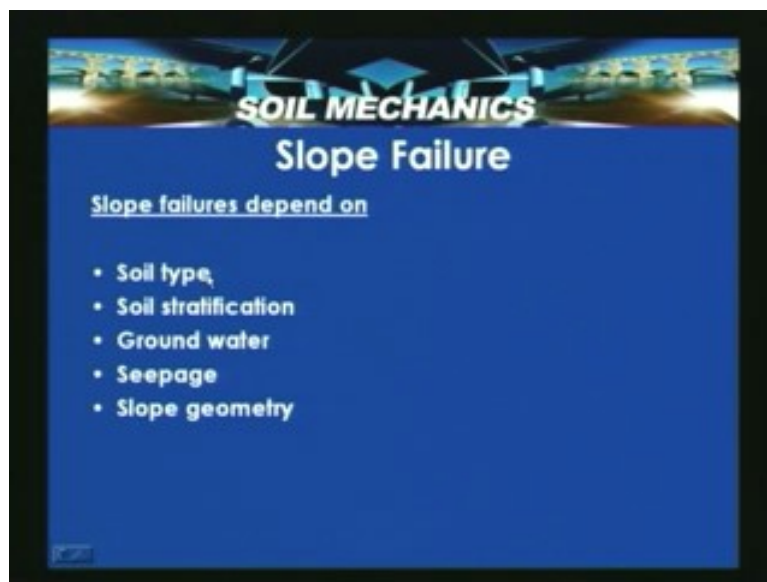 SOIL MECHANICS
Slope Failure
Slope failures depend on
• Soil type
• Soil stratification
• Ground water
• Seepage
• Slope geometry